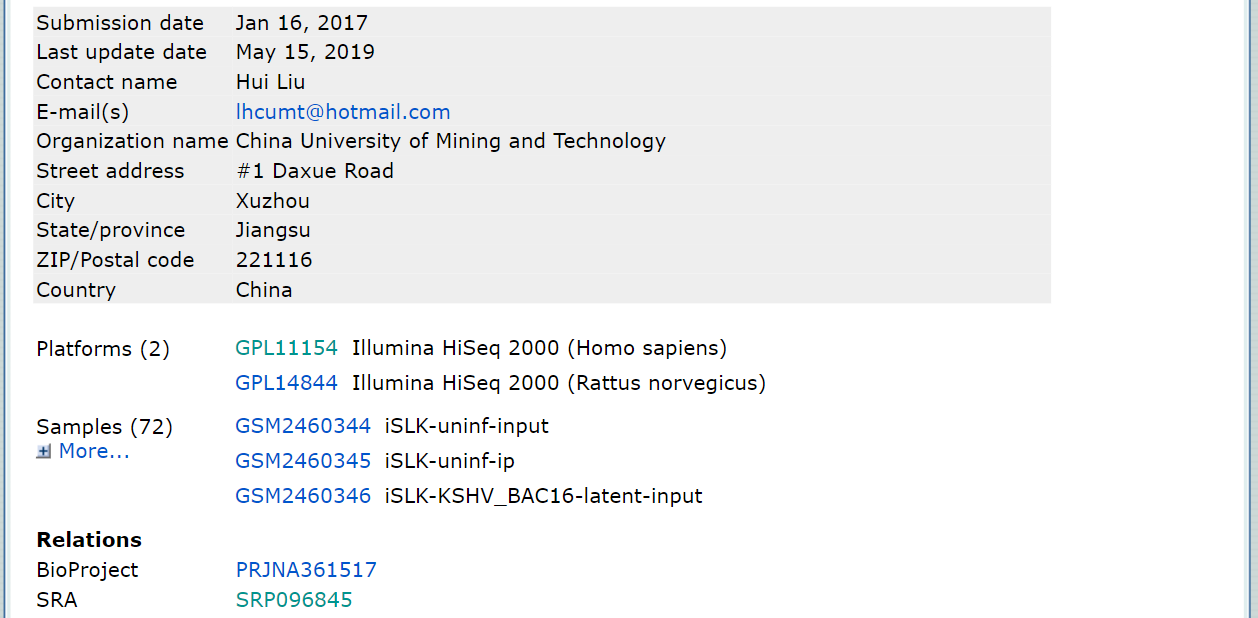 Submission date Jan 16, 2017
Last update date May 15, 2019
Contact name Hui Liu
E-mail(s) lhcumt@hotmail.com
Organization name China University of Mining and Technology
Street address #1 Daxue Road
City Xuzhou
State/province Jiangsu
ZIP/Postal code 221116
Country China
Platforms (2) GPL11154 Illumina HiSeq 2000 (Homo sapiens)
GPL14844 Illumina HiSeq 2000 (Rattus norvegicus)
Samples (72) GSM2460344 iSLK-uninf-input
More...
GSM2460345 iSLK-uninf-ip
GSM2460346 iSLK-KSHV_BAC16-latent-input
Relations
BioProject PRJNA361517
SRA SRP096845